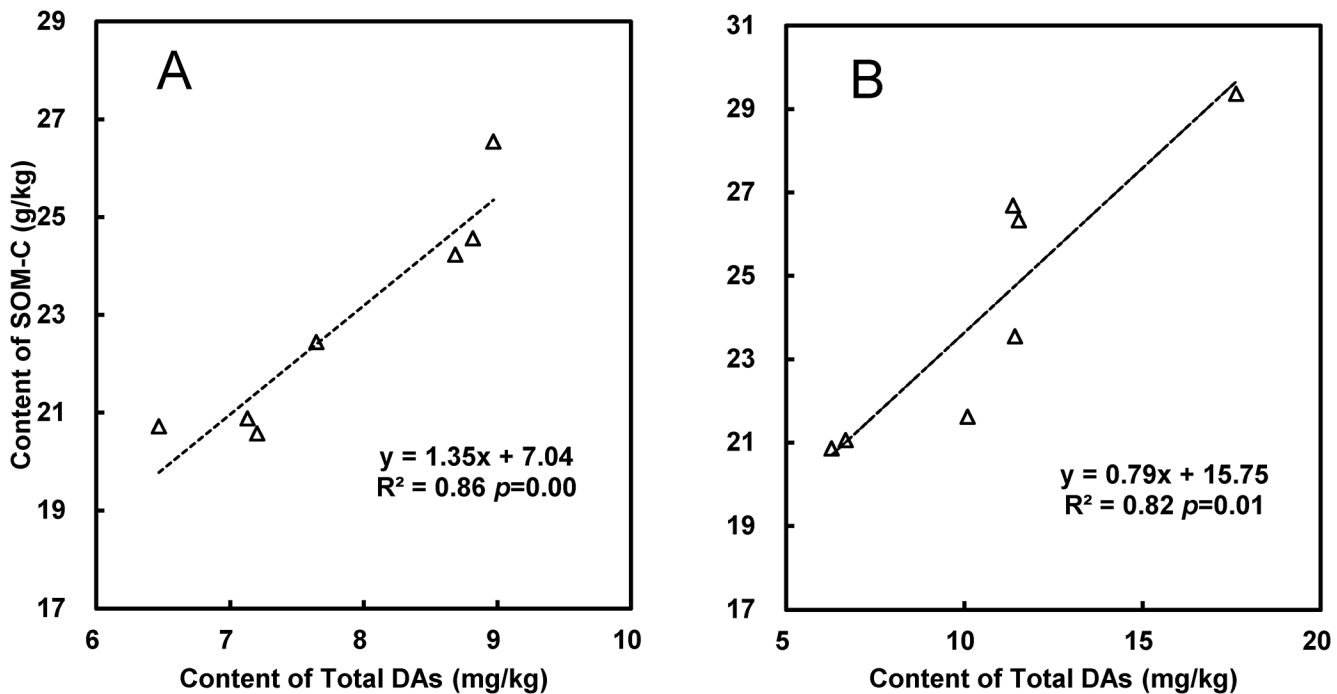 A
Content of SOM-C (g/kg)
29
27
25
23
21
19
17
y = 1.35x + 7.04
R² = 0.86 p=0.00
6
7
8
9
10
Content of Total DAs (mg/kg)
B
31
29
27
25
23
21
19
17
y = 0.79x + 15.75
R² = 0.82 p=0.01
5
10
15
20
Content of Total DAs (mg/kg)